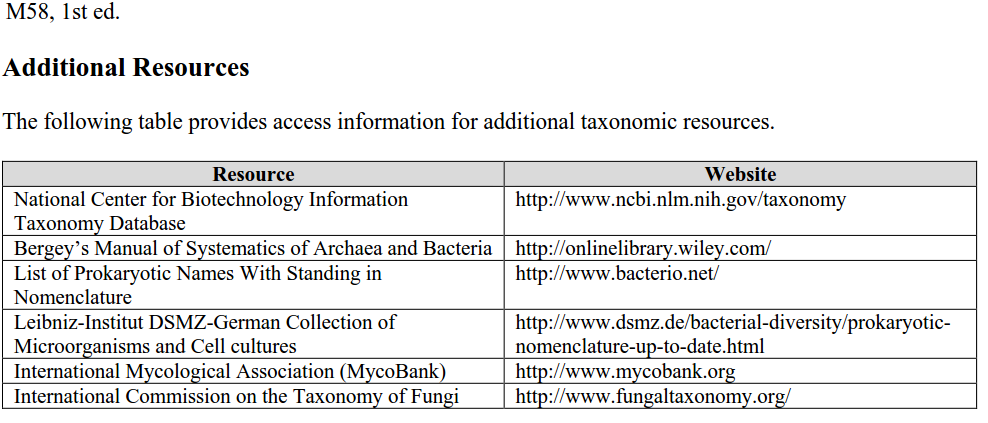 M58, 1st ed.
Additional Resources
The following table provides access information for additional taxonomic resources.
Resource Website
National Center for Biotechnology Information http://www.ncbi.nlm.nih.gov/taxonomy
Taxonomy Database
Bergey's Manual of Systematics of Archaea and Bacteria http://onlinelibrary.wiley.com/
List of Prokaryotic Names With Standing in http://www.bacterio.net/
Nomenclature
Leibniz-Institut DSMZ-German Collection of http://www.dsmz.de/bacterial-diversity/prokaryotic-
Microorganisms and Cell cultures nomenclature-up-to-date.html
International Mycological Association (MycoBank) http://www.mycobank.org
International Commission on the Taxonomy of Fungi http://www.fungaltaxonomy.org/